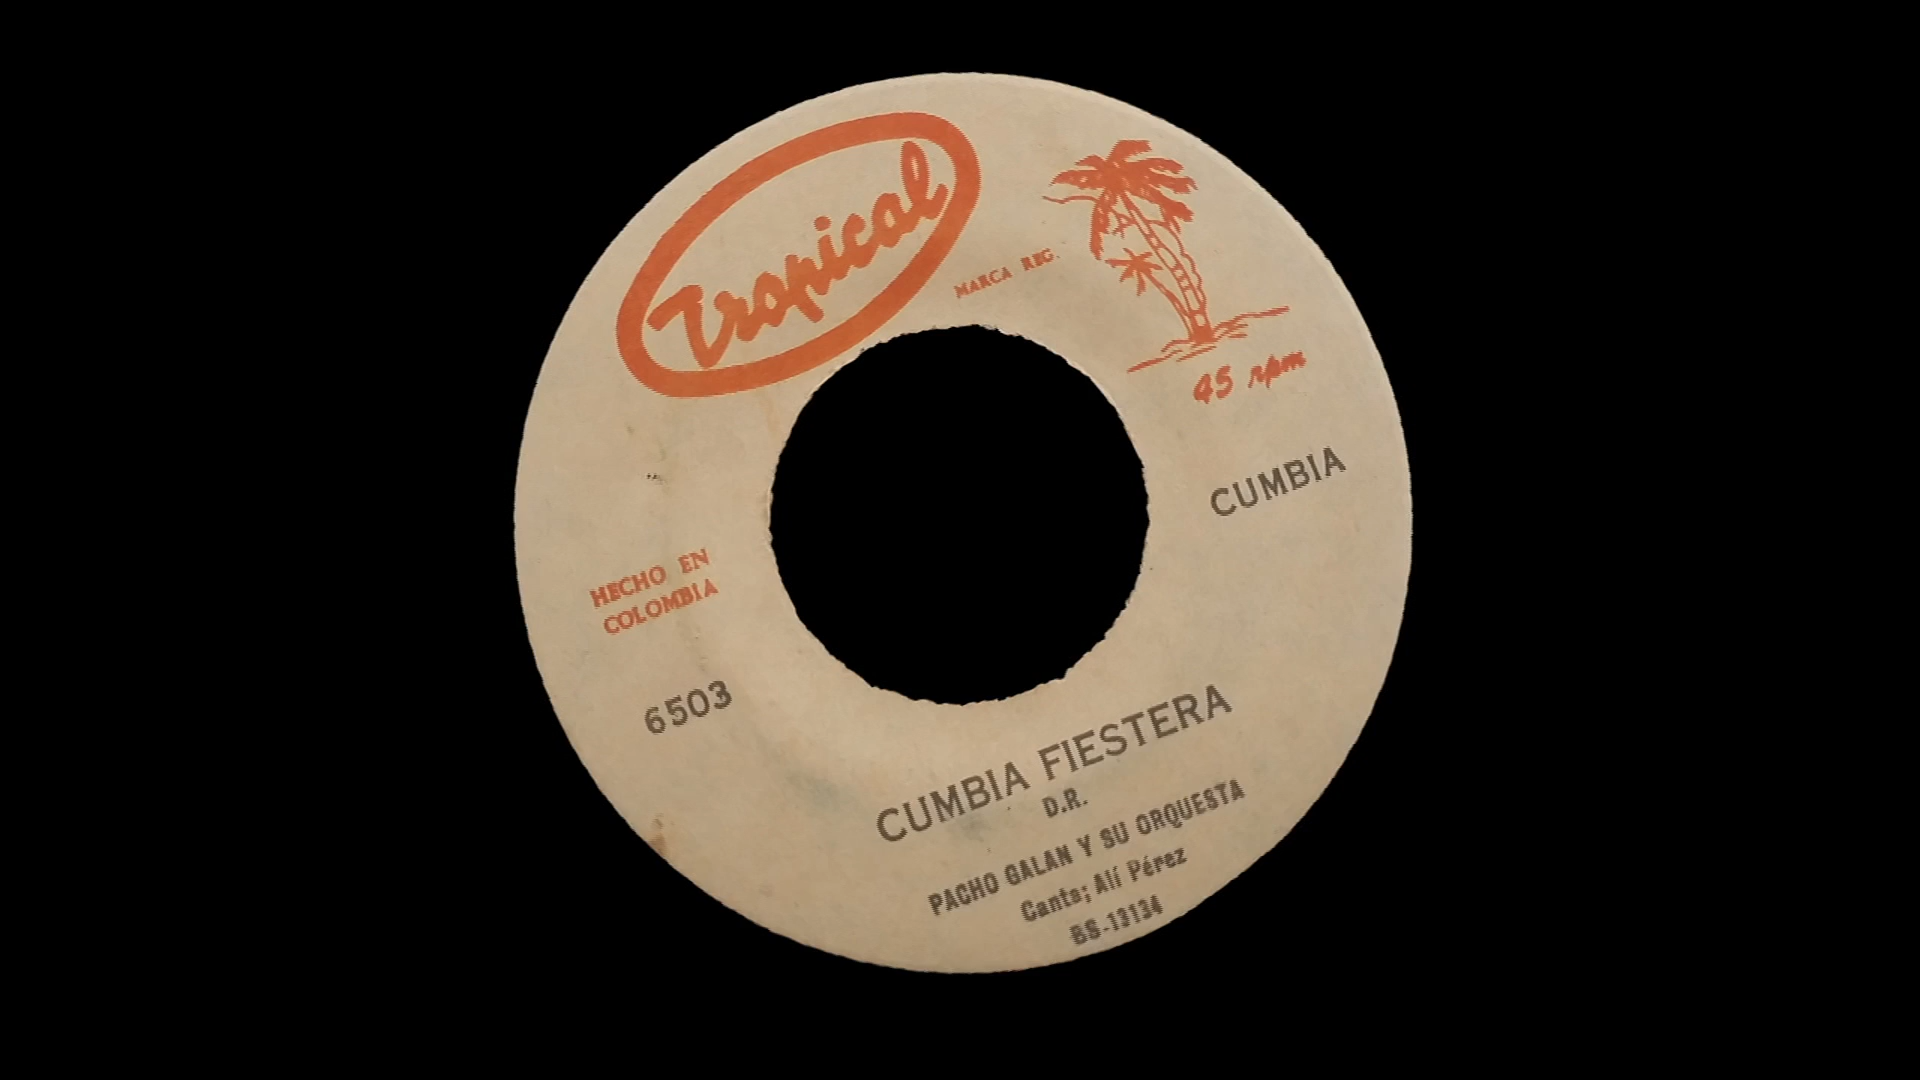 Tropical
MARCA REG.
45 rpm
CUMBIA
HECHO EN
COLOMBIA
6503
CUMBIA FIESTERA
D.R.
PACHO GALAN Y SU ORQUESTA
Canta; Alí Pérez
BS-13134